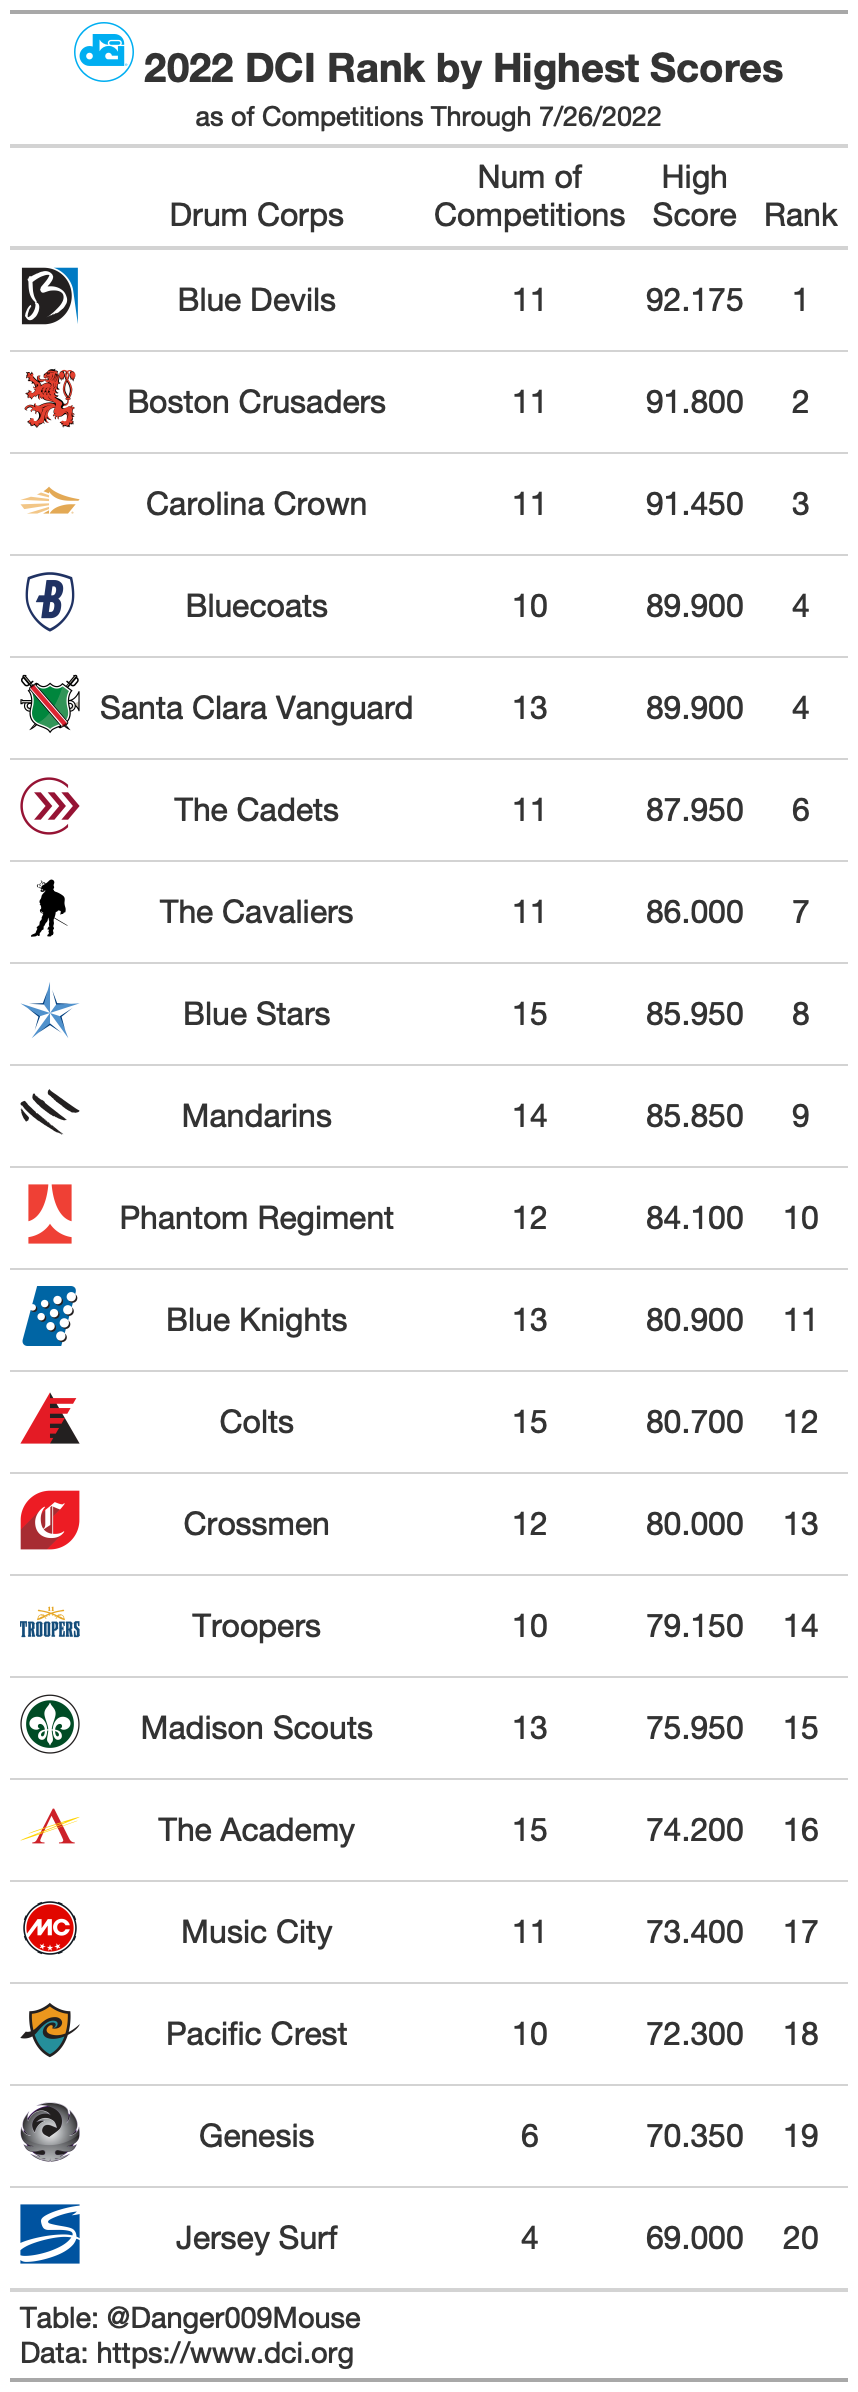 dci 2022 DCI Rank by Highest Scores
as of Competitions Through 7/26/2022
Drum Corps Num of Competitions High Score Rank
B Blue Devils 11 92.175 1
Boston Crusaders 11 91.800 2
Carolina Crown 11 91.450 3
B Bluecoats 10 89.900 4
Santa Clara Vanguard 13 89.900 4
The Cadets 11 87.950 6
The Cavaliers 11 86.000 7
Blue Stars 15 85.950 8
Mandarins 14 85.850 9
Phantom Regiment 12 84.100 10
Blue Knights 13 80.900 11
Colts 15 80.700 12
C Crossmen 12 80.000 13
TROOPERS Troopers 10 79.150 14
Madison Scouts 13 75.950 15
A The Academy 15 74.200 16
MC Music City 11 73.400 17
Pacific Crest 10 72.300 18
Genesis 6 70.350 19
S Jersey Surf 4 69.000 20
Table: @Danger009Mouse
Data: https://www.dci.org